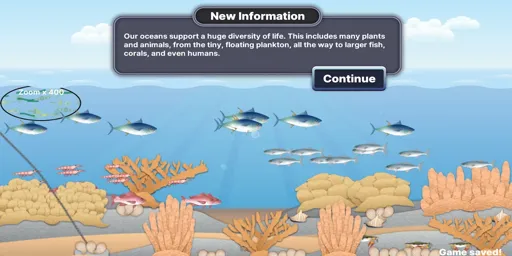 New Information
Our oceans support a huge diversity of life. This includes many plants
and animals, from the tiny, floating plankton, all the way to larger fish,
corals, and even humans.
Continue
Zoom x 400
Game saved!